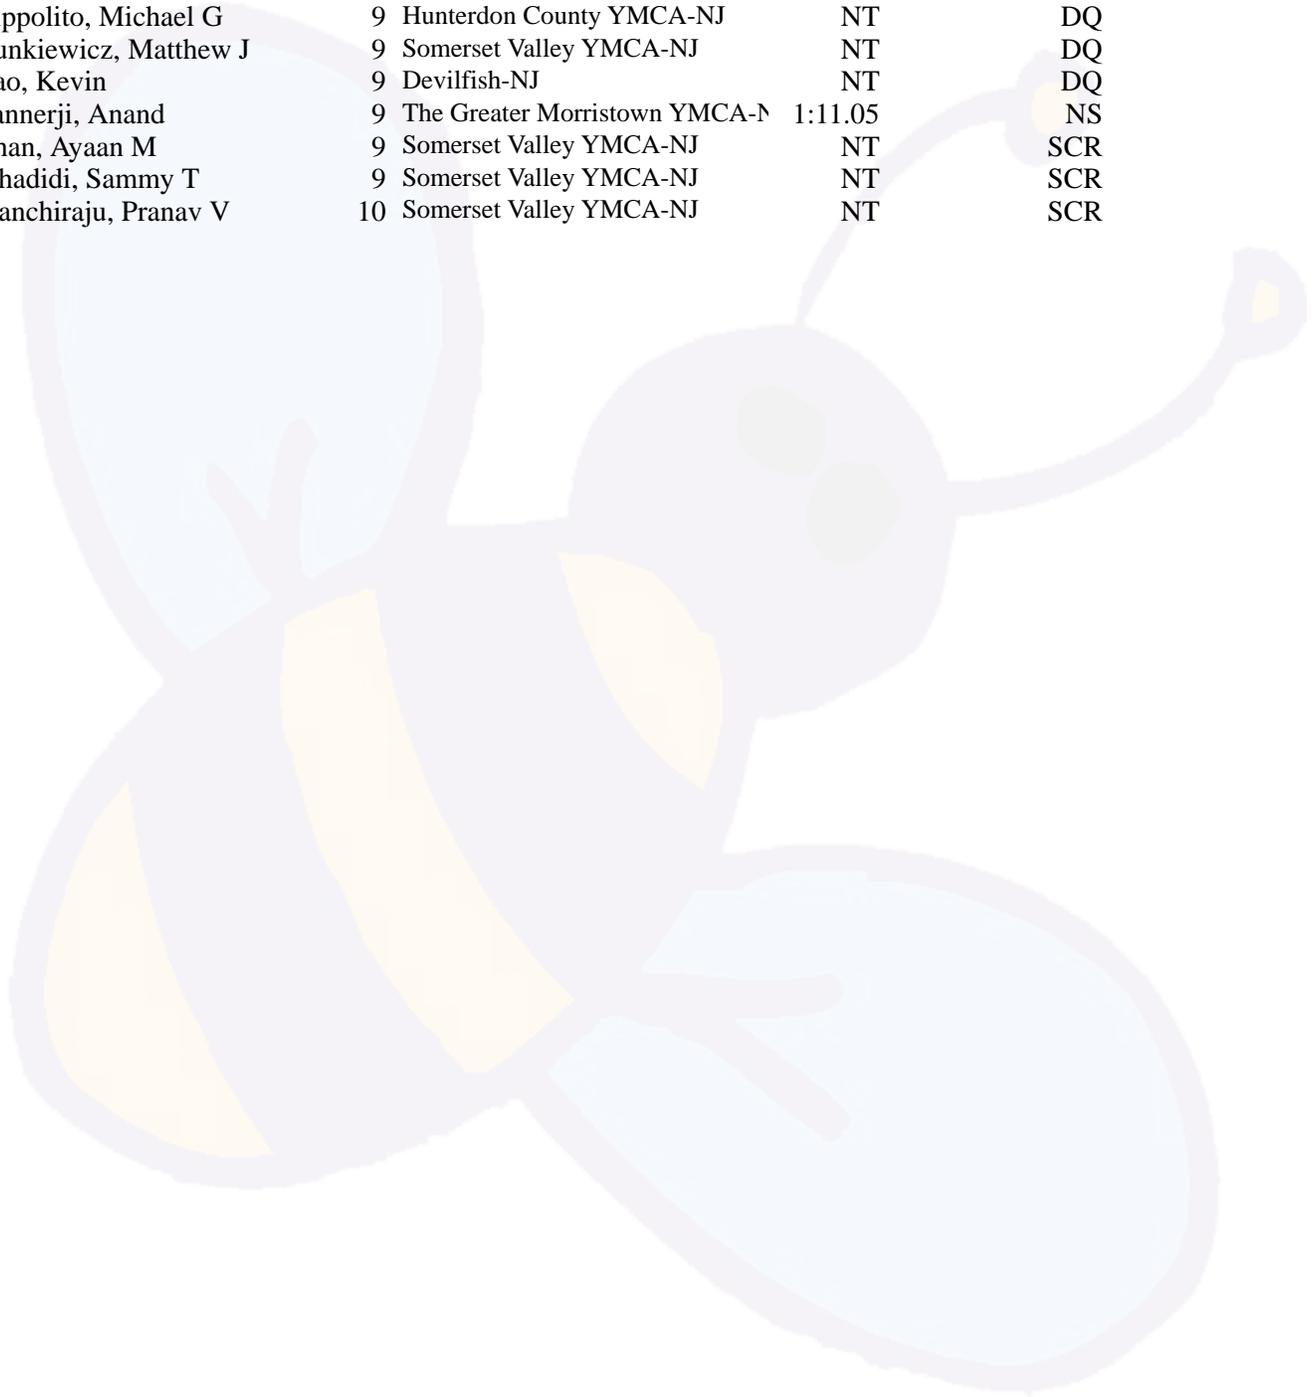 ppolito, Michael G 9 Hunterdon County YMCA-NJ NT DQ
unkiewicz, Matthew J 9 Somerset Valley YMCA-NJ NT DQ
ao, Kevin 9 Devilfish-NJ NT DQ
annerji, Anand 9 The Greater Morristown YMCA-N 1:11.05 NS
han, Ayaan M 9 Somerset Valley YMCA-NJ NT SCR
hadidi, Sammy T 9 Somerset Valley YMCA-NJ NT SCR
anchiraju, Pranav V 10 Somerset Valley YMCA-NJ NT SCR